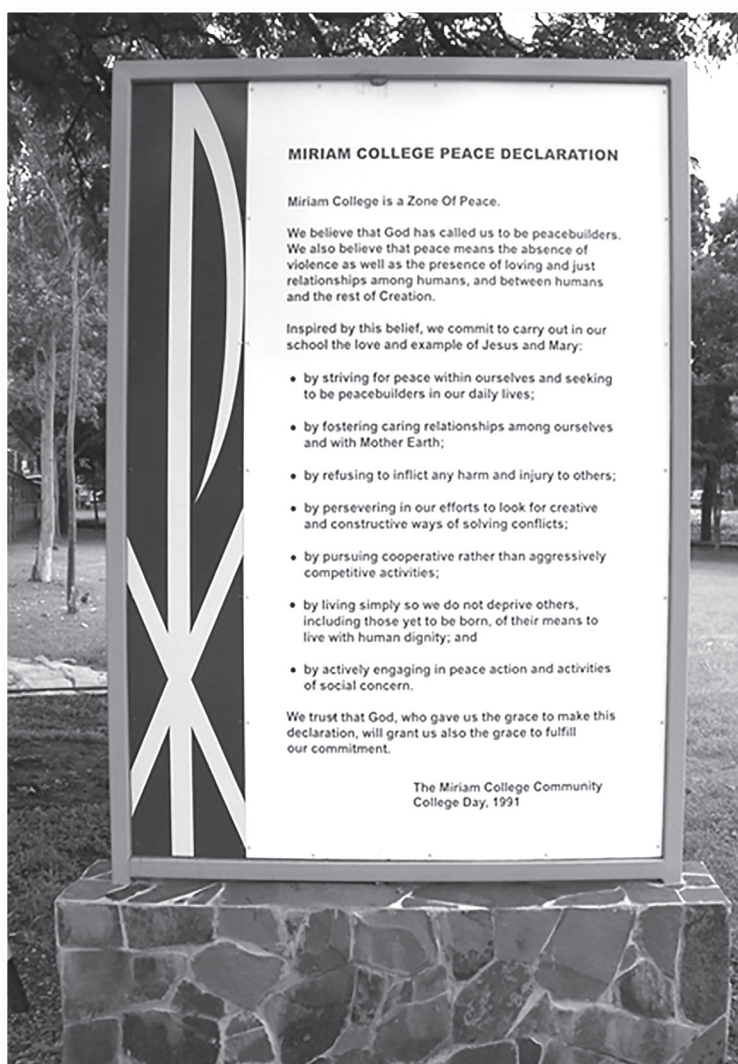 MIRIAM COLLEGE PEACE DECLARATION
Miriam College is a Zone Of Peace.
We believe that God has called us to be peacebuilders.
We also believe that peace means the absence of
violence as well as the presence of loving and just
relationships among humans, and between humans
and the rest of Creation.
Inspired by this belief, we commit to carry out in our
school the love and example of Jesus and Mary:
• by striving for peace within ourselves and seeking
to be peacebuilders in our daily lives;
• by fostering caring relationships among ourselves
and with Mother Earth;
• by refusing to inflict any harm and injury to others;
• by persevering in our efforts to look for creative
and constructive ways of solving conflicts;
• by pursuing cooperative rather than aggressively
competitive activities;
• by living simply so we do not deprive others,
including those yet to be born, of their means to
live with human dignity; and
• by actively engaging in peace action and activities
of social concern.
We trust that God, who gave us the grace to make this
declaration, will grant us also the grace to fulfill
our commitment.
The Miriam College Community
College Day, 1991